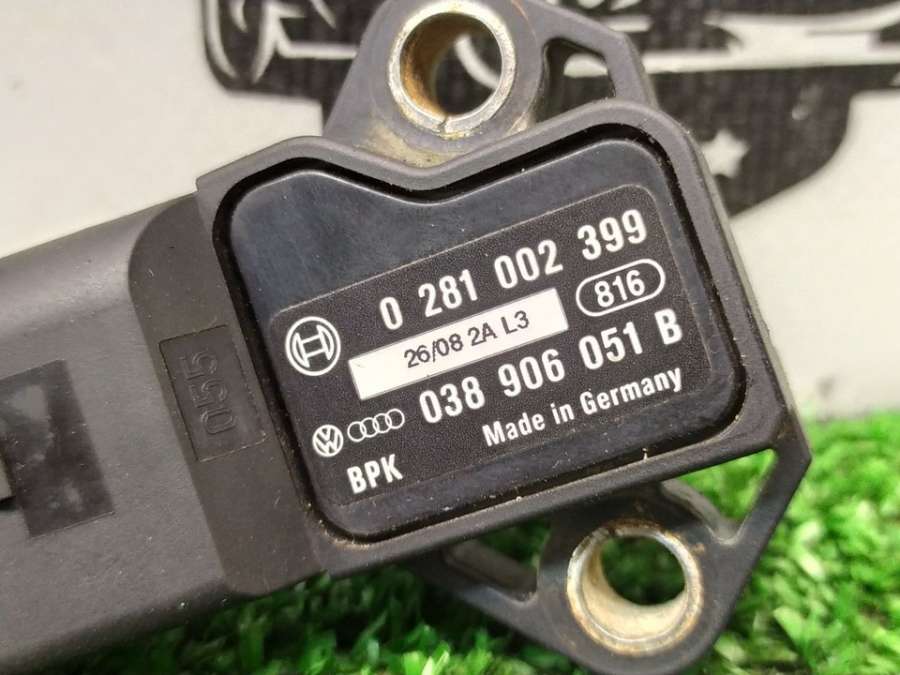 0 281 002 399
816
26/08 2A L3
038 906 051 B
Made in Germany
BPK
055